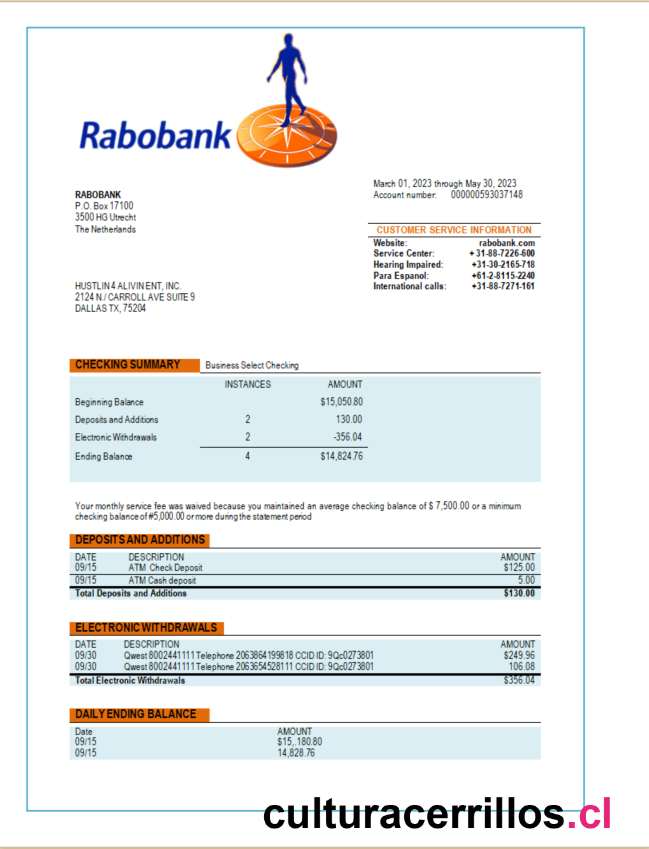 Rabobank
March 01, 2023 through May 30, 2023
Account number: 000000593037148
RABOBANK
P.O. Box 17100
3500 HG Utrecht
The Netherlands
CUSTOMER SERVICE INFORMATION
Website: rabobank.com
Service Center: +31-88-7226-600
Hearing Impaired: +31-30-2165-718
Para Espanol: +61-2-8115-2240
International calls: +31-88-7271-161
HUSTLIN 4 ALIVIN ENT, INC.
2124 N./ CARROLL AVE SUITE 9
DALLAS TX, 75204
CHECKING SUMMARY Business Select Checking
INSTANCES AMOUNT
Beginning Balance $15,050.80
Deposits and Additions 2 130.00
Electronic Withdrawals 2 -356.04
Ending Balance 4 $14,824.76
Your monthly service fee was waived because you maintained an average checking balance of $ 7,500.00 or a minimum
checking balance of #5,000.00 or more during the statement period
DEPOSITS AND ADDITIONS
DATE DESCRIPTION AMOUNT
09/15 ATM Check Deposit $125.00
09/15 ATM Cash deposit 5.00
Total Deposits and Additions $130.00
ELECTRONIC WITHDRAWALS
DATE DESCRIPTION AMOUNT
09/30 Qwest 8002441111 Telephone 2063864199818 CCID ID: 9Qc0273801 $249.96
09/30 Qwest 8002441111 Telephone 2063654528111 CCID ID: 9Qc0273801 106.08
Total Electronic Withdrawals $356.04
DAILY ENDING BALANCE
Date AMOUNT
09/15 $15,.180.80
09/15 14,828.76
culturacerrillos.cl